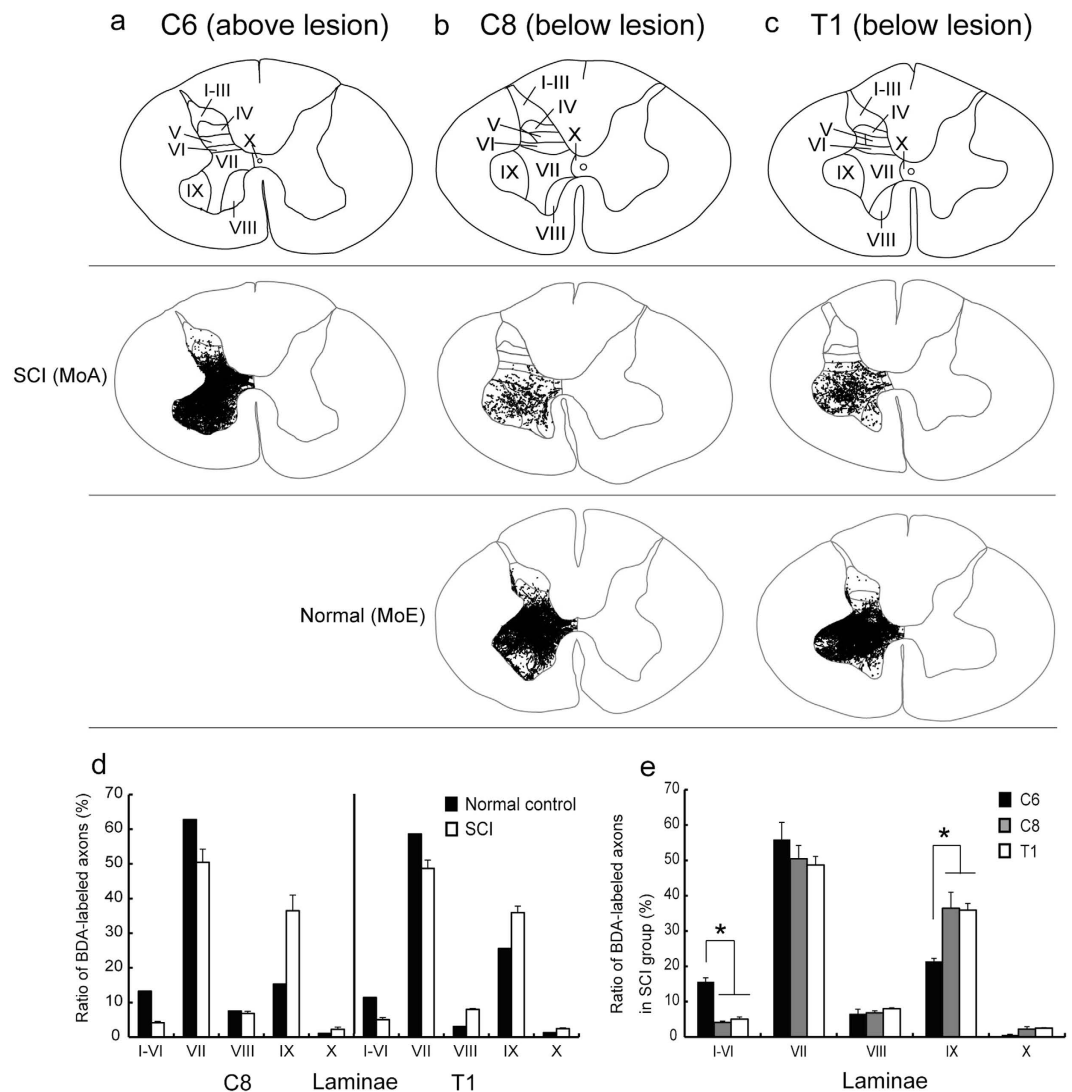 a C6 (above lesion) b C8 (below lesion) c T1 (below lesion)
I-III
IV
V
X
VI
VII
IX
VIII
I-III
IV
V
X
VI
VII
IX
VIII
I-III
IV
V
X
VI
VII
IX
VIII
SCI (MoA)
Normal (MoE)
d
Ratio of BDA-labeled axons (%)
70
60
50
40
30
20
10
0
Normal control
SCI
I-VI VII VIII IX X I-VI VII VIII IX X
C8 Laminae T1
e
Ratio of BDA-labeled axons
in SCI group (%)
70
60
50
40
30
20
10
0
C6
C8
T1
*
*
I-VI VII VIII IX X
Laminae